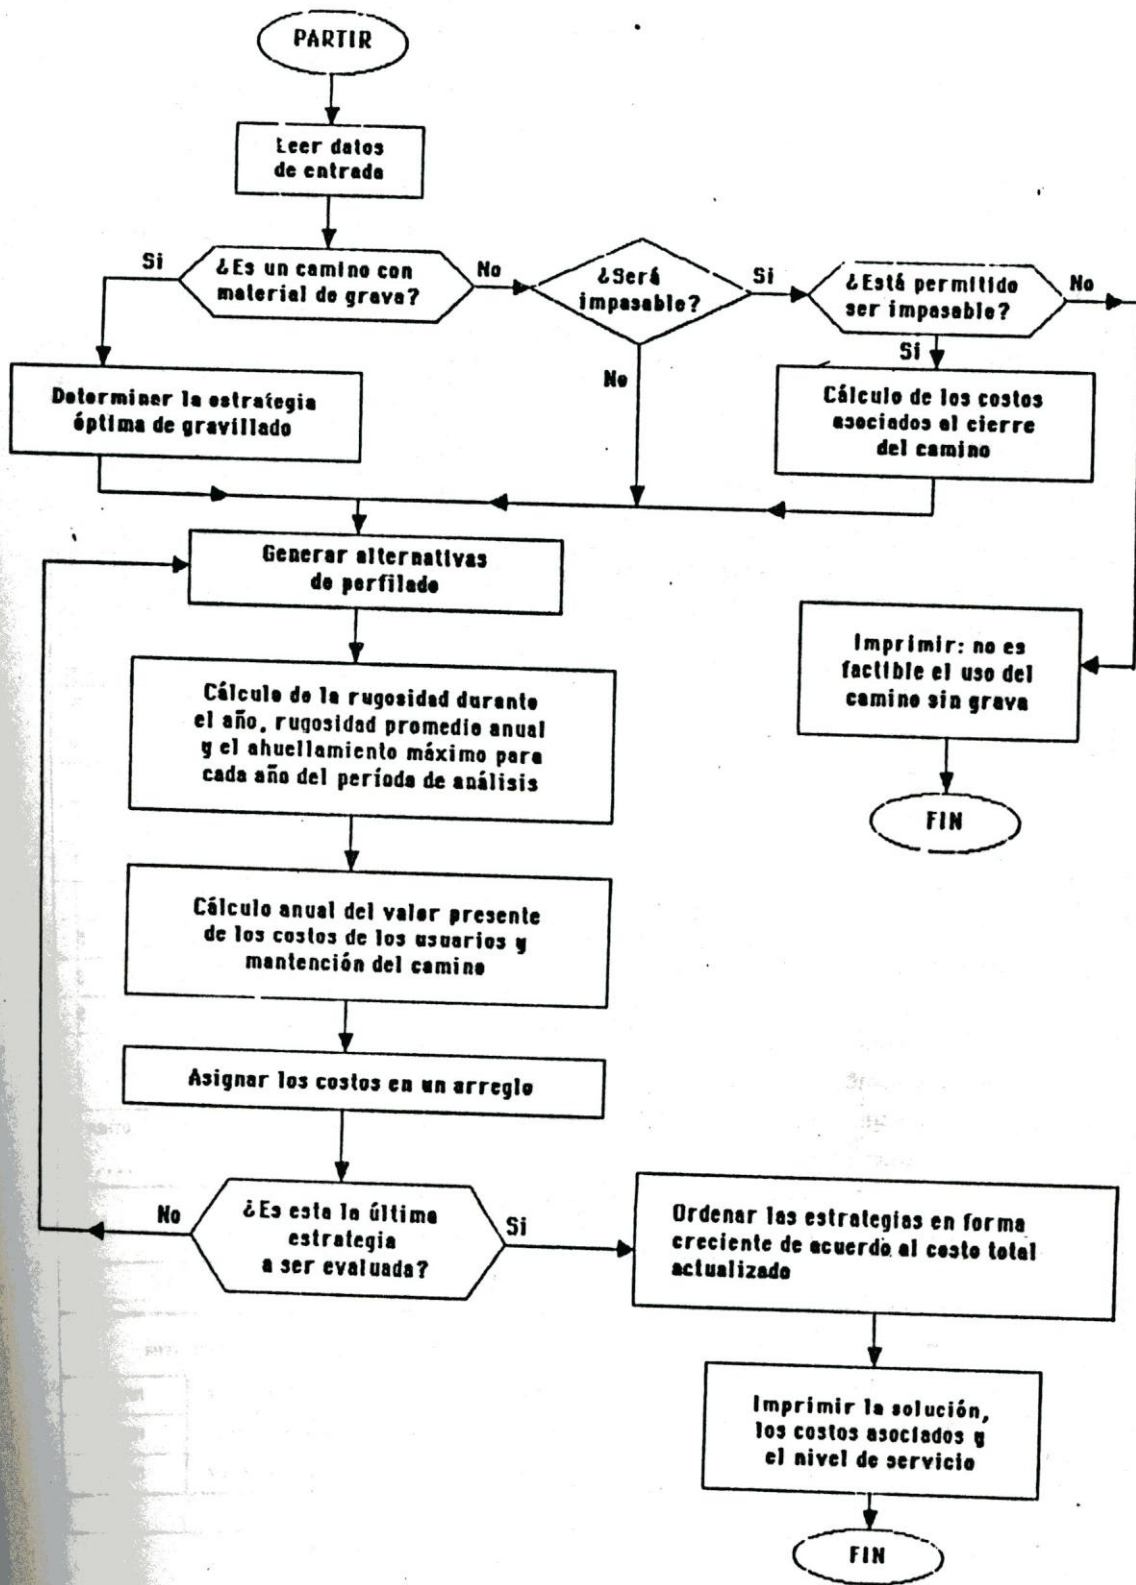 PARTIR
Leer datos
de entrada
Si
¿Es un camino con
material de grava?
No
¿Será
impasable?
Si
¿Está permitido
ser impasable?
No
Si
No
Determinar la estrategia
óptima de gravillado
Cálculo de los costos
asociados al cierre
del camino
Generar alternativas
de perfilado
Imprimir: no es
factible el uso del
camino sin grava
Cálculo de la rugosidad durante
el año, rugosidad promedio anual
y el ahuellamiento máximo para
cada año del período de análisis
FIN
Cálculo anual del valor presente
de los costos de los usuarios y
mantención del camino
Asignar los costos en un arreglo
No
¿Es esta la última
estrategia
a ser evaluada?
Si
Ordenar las estrategias en forma
creciente de acuerdo al costo total
actualizado
Imprimir la solución,
los costos asociados y
el nivel de servicio
FIN